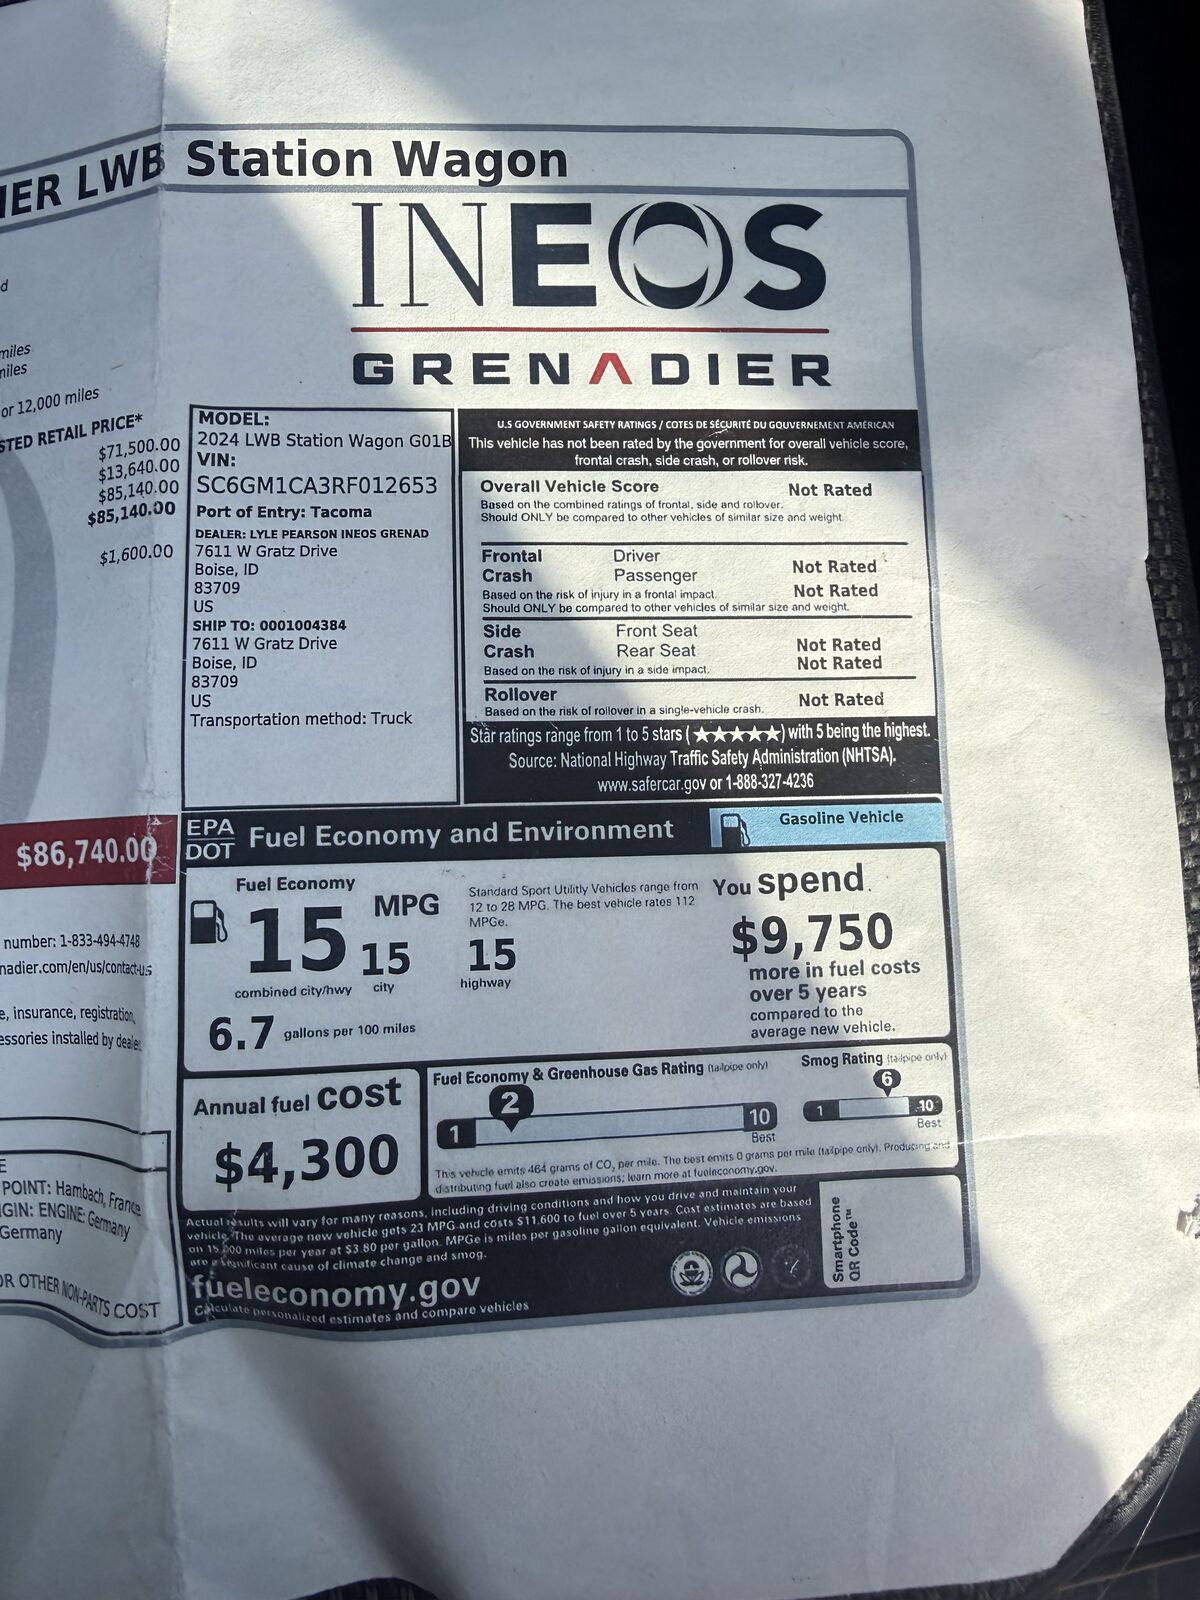 IER LWB Station Wagon
INEOS
GRENADIER
d
miles
miles
or 12,000 miles
STED RETAIL PRICE*
$71,500.00
$13,640.00
$85,140.00
$85,140.00
$1,600.00
$86,740.00
number: 1-833-494-4748
nadier.com/en/us/contact-us
e, insurance, registration,
essories installed by deale
E
POINT: Hambach, France
IGIN: ENGINE: Germany
Germany
OR OTHER NON-PARTS COST
MODEL:
2024 LWB Station Wagon G01B
VIN:
SC6GM1CA3RF012653
Port of Entry: Tacoma
DEALER: LYLE PEARSON INEOS GRENAD
7611 W Gratz Drive
Boise, ID
83709
US
SHIP TO: 0001004384
7611 W Gratz Drive
Boise, ID
83709
US
Transportation method: Truck
U.S GOVERNMENT SAFETY RATINGS / COTES DE SÉCURITÉ DU GOUVERNEMENT AMÉRICAN
This vehicle has not been rated by the government for overall vehicle score,
frontal crash, side crash, or rollover risk.
Overall Vehicle Score Not Rated
Based on the combined ratings of frontal, side and rollover.
Should ONLY be compared to other vehicles of similar size and weight.
Frontal Driver Not Rated
Crash Passenger Not Rated
Based on the risk of injury in a frontal impact.
Should ONLY be compared to other vehicles of similar size and weight.
Side Front Seat Not Rated
Crash Rear Seat Not Rated
Based on the risk of injury in a side impact.
Rollover Not Rated
Based on the risk of rollover in a single-vehicle crash.
Star ratings range from 1 to 5 stars (★★★★★) with 5 being the highest.
Source: National Highway Traffic Safety Administration (NHTSA).
www.safercar.gov or 1-888-327-4236
EPA
DOT
Fuel Economy and Environment
Gasoline Vehicle
Fuel Economy
15 MPG
15 15
combined city/hwy city highway
Standard Sport Utility Vehicles range from
12 to 28 MPG. The best vehicle rates 112
MPGe.
6.7 gallons per 100 miles
You spend
$9,750
more in fuel costs
over 5 years
compared to the
average new vehicle.
Annual fuel cost
$4,300
Fuel Economy & Greenhouse Gas Rating (tailpipe only)
2
1 10
Best
Smog Rating (tailpipe only)
6
1 10
Best
This vehicle emits 464 grams of CO2 per mile. The best emits 0 grams per mile (tailpipe only). Producing and
distributing fuel also create emissions; learn more at fueleconomy.gov.
Actual results will vary for many reasons, including driving conditions and how you drive and maintain your
vehicle. The average new vehicle gets 23 MPG and costs $11,600 to fuel over 5 years. Cost estimates are based
on 15,000 miles per year at $3.80 per gallon. MPGe is miles per gasoline gallon equivalent. Vehicle emissions
are a significant cause of climate change and smog.
fueleconomy.gov
Calculate personalized estimates and compare vehicles
Smartphone
QR Code™